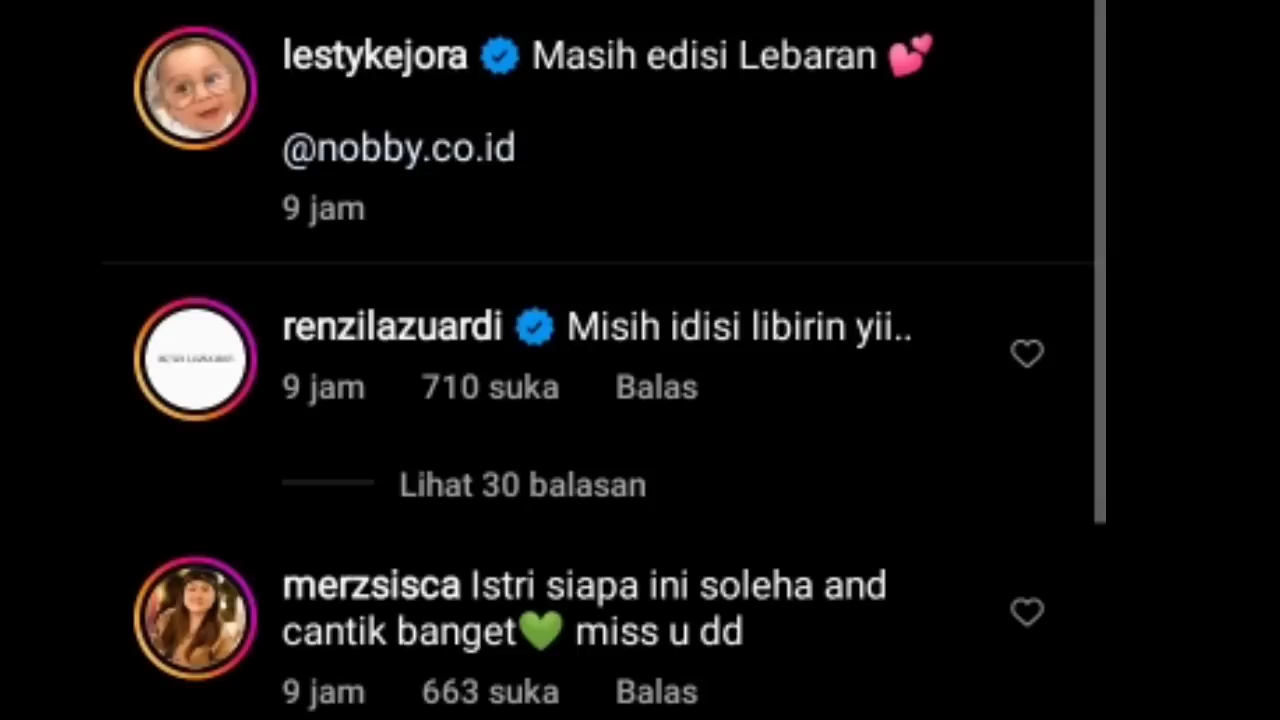 lestykejora Masih edisi Lebaran 💕
@nobby.co.id
9 jam
renzilazuardi Misih idisi libirin yii..
9 jam 710 suka Balas
Lihat 30 balasan
merzsisca Istri siapa ini soleha and
cantik banget💚 miss u dd
9 jam 663 suka Balas